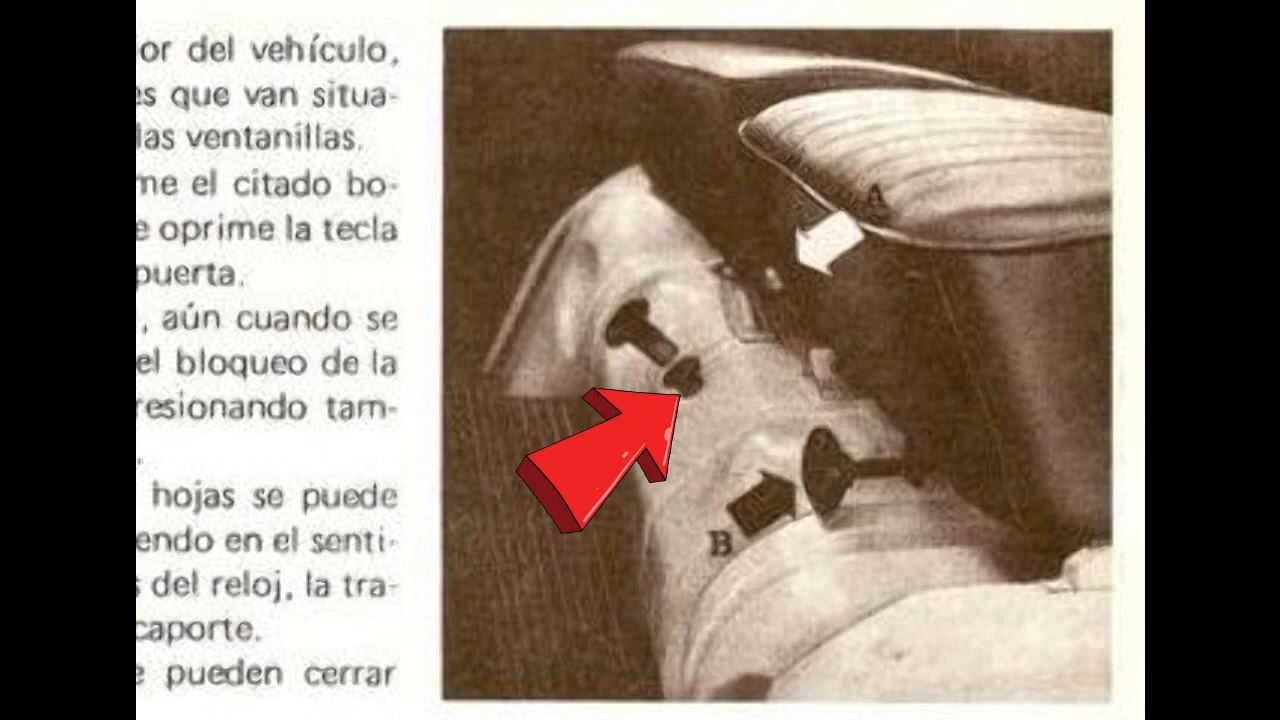 or del vehículo,
es que van situa-
las ventanillas.
me el citado bo-
e oprime la tecla
puerta.
, aún cuando se
el bloqueo de la
resionando tam-
.
hojas se puede
endo en el senti-
s del reloj, la tra-
caporte.
e pueden cerrar
A
B